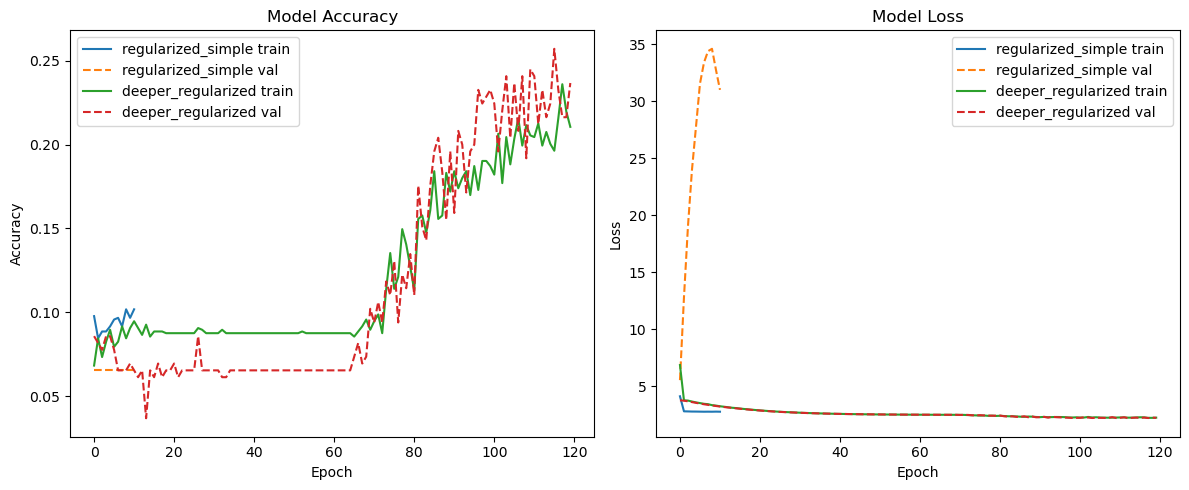 Model Accuracy
Accuracy
0.25
0.20
0.15
0.10
0.05
regularized_simple train
regularized_simple val
deeper_regularized train
deeper_regularized val
0 20 40 60 80 100 120
Epoch
Model Loss
Loss
35
30
25
20
15
10
5
regularized_simple train
regularized_simple val
deeper_regularized train
deeper_regularized val
0 20 40 60 80 100 120
Epoch